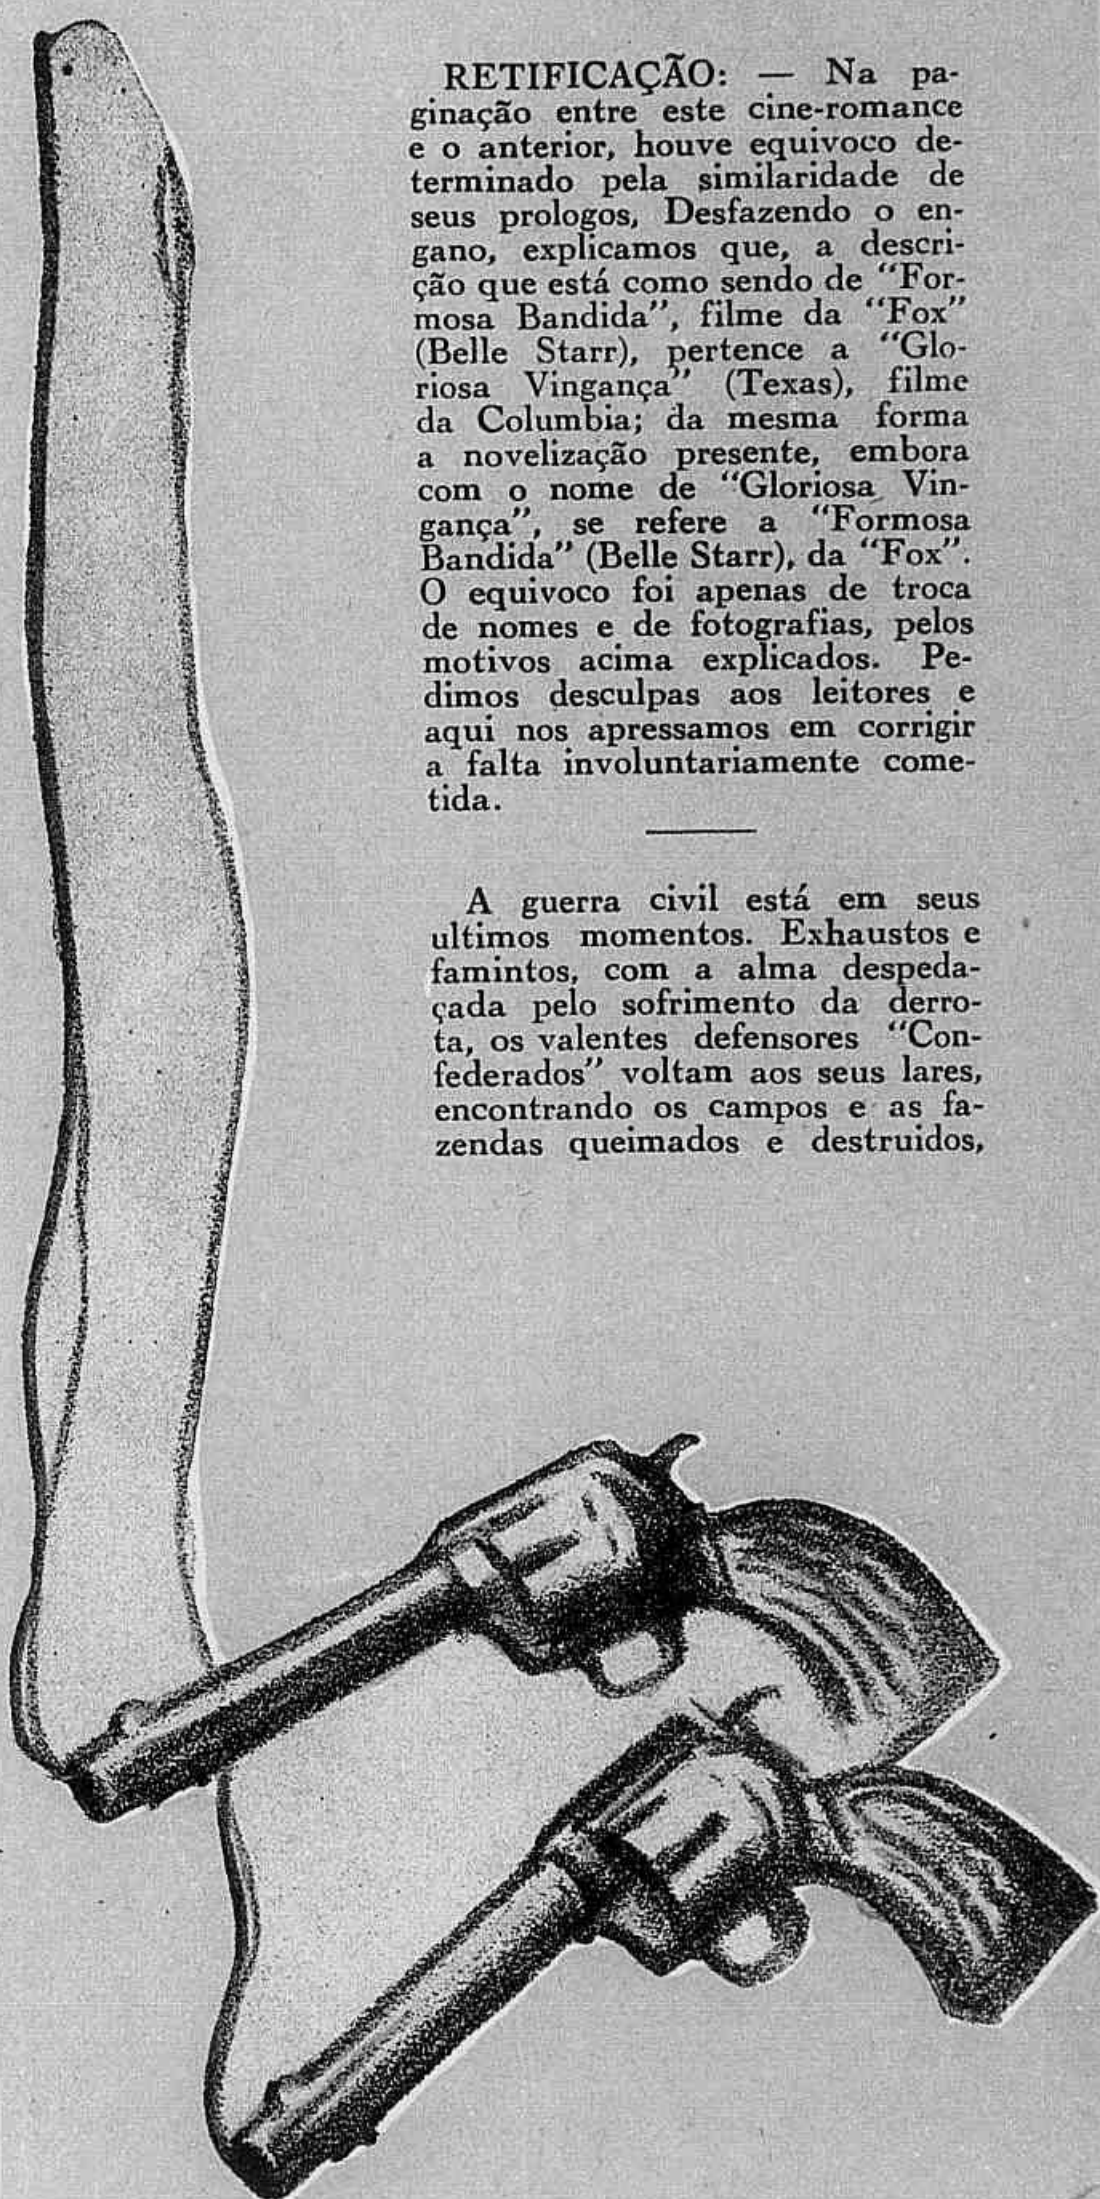 RETIFICAÇÃO: — Na pa-
ginação entre este cine-romance
e o anterior, houve equivoco de-
terminado pela similaridade de
seus prologos, Desfazendo o en-
gano, explicamos que, a descri-
ção que está como sendo de “For-
mosa Bandida”, filme da “Fox”
(Belle Starr), pertence a “Glo-
riosa Vingança” (Texas), filme
da Columbia; da mesma forma
a novelização presente, embora
com o nome de “Gloriosa Vin-
gança”, se refere a “Formosa
Bandida” (Belle Starr), da “Fox”.
O equivoco foi apenas de troca
de nomes e de fotografias, pelos
motivos acima explicados. Pe-
dimos desculpas aos leitores e
aqui nos apressamos em corrigir
a falta involuntariamente come-
tida.
A guerra civil está em seus
ultimos momentos. Exhaustos e
famintos, com a alma despeda-
çada pelo sofrimento da derro-
ta, os valentes defensores “Con-
federados” voltam aos seus lares,
encontrando os campos e as fa-
zendas queimados e destruidos,